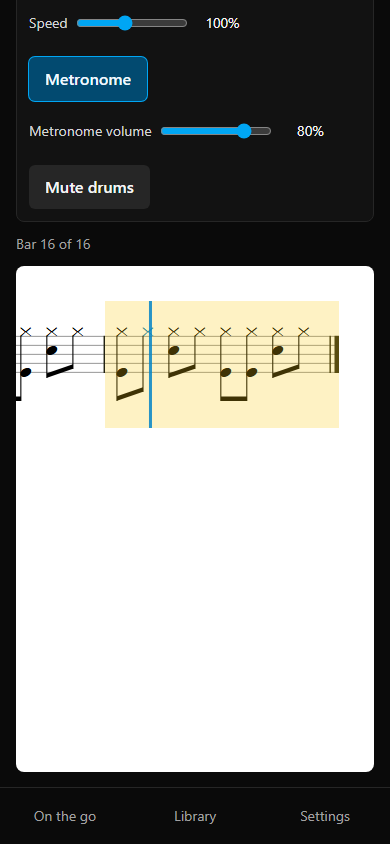 Speed 100%
Metronome
Metronome volume 80%
Mute drums
Bar 16 of 16
On the go Library Settings